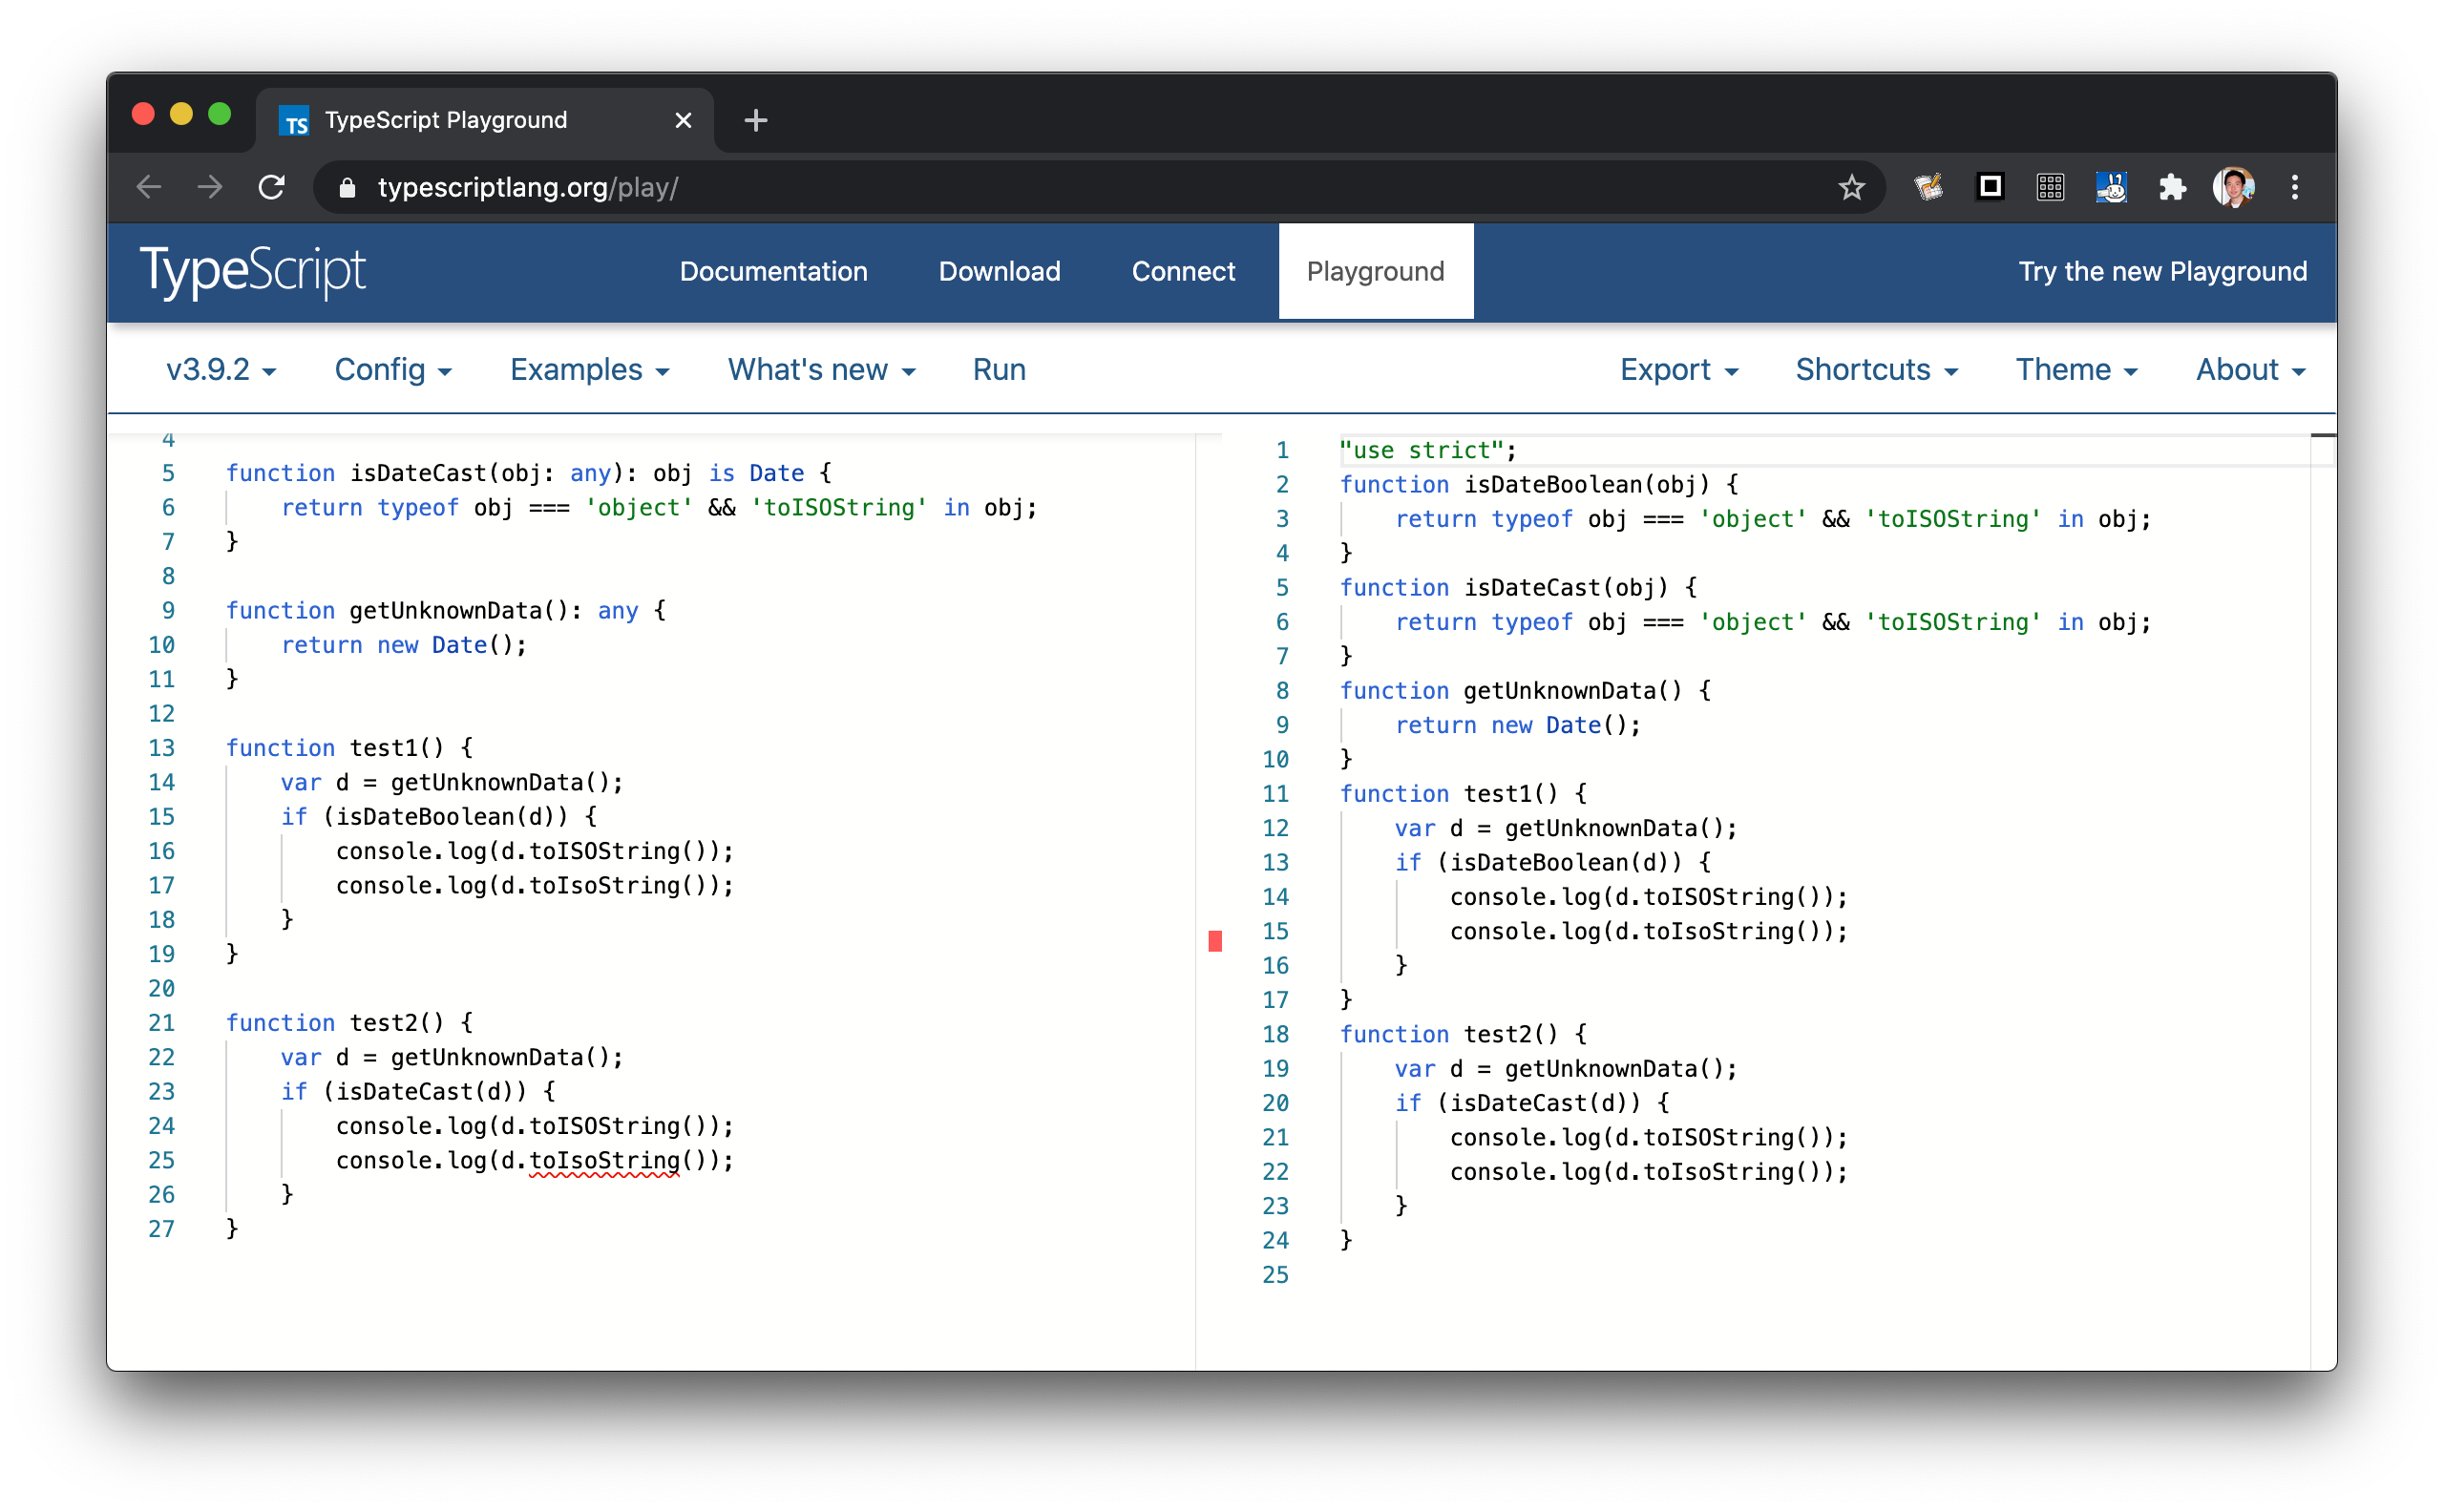 TS TypeScript Playground
typescriptlang.org/play/
TypeScript Documentation Download Connect Playground Try the new Playground
v3.9.2 Config Examples What's new Run Export Shortcuts Theme About
4
5 function isDateCast(obj: any): obj is Date {
6 return typeof obj === 'object' && 'toISOString' in obj;
7 }
8
9 function getUnknownData(): any {
10 return new Date();
11 }
12
13 function test1() {
14 var d = getUnknownData();
15 if (isDateBoolean(d)) {
16 console.log(d.toISOString());
17 console.log(d.toIsoString());
18 }
19 }
20
21 function test2() {
22 var d = getUnknownData();
23 if (isDateCast(d)) {
24 console.log(d.toISOString());
25 console.log(d.toIsoString());
26 }
27 }
1 "use strict";
2 function isDateBoolean(obj) {
3 return typeof obj === 'object' && 'toISOString' in obj;
4 }
5 function isDateCast(obj) {
6 return typeof obj === 'object' && 'toISOString' in obj;
7 }
8 function getUnknownData() {
9 return new Date();
10 }
11 function test1() {
12 var d = getUnknownData();
13 if (isDateBoolean(d)) {
14 console.log(d.toISOString());
15 console.log(d.toIsoString());
16 }
17 }
18 function test2() {
19 var d = getUnknownData();
20 if (isDateCast(d)) {
21 console.log(d.toISOString());
22 console.log(d.toIsoString());
23 }
24 }
25